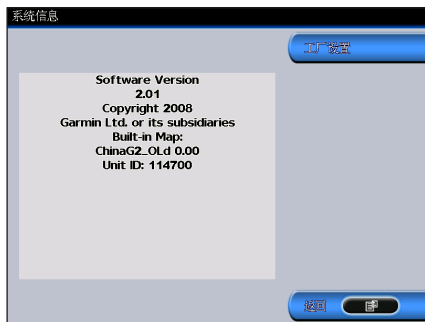 系统信息
工厂设置
Software Version
2.01
Copyright 2008
Garmin Ltd. or its subsidiaries
Built-in Map:
ChinaG2_OLd 0.00
Unit ID: 114700
返回